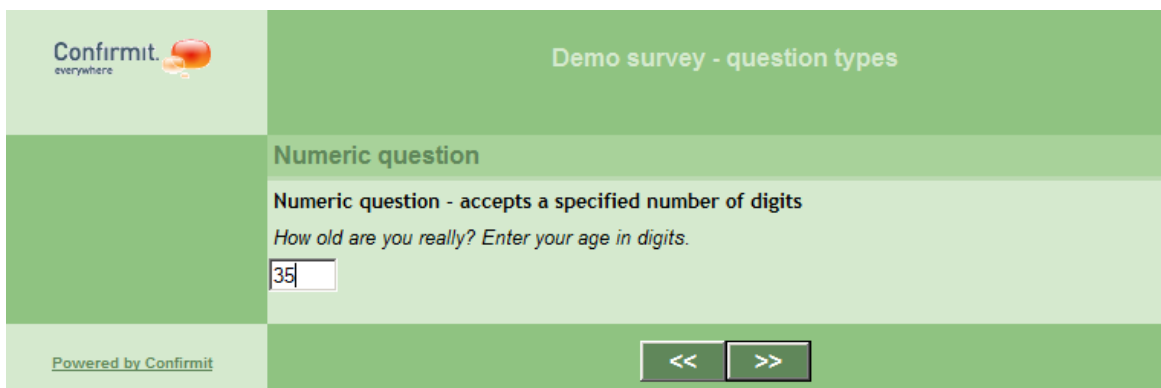 Confirmit.
everywhere
Demo survey - question types
Numeric question
Numeric question - accepts a specified number of digits
How old are you really? Enter your age in digits.
35
Powered by Confirmit
<< >>